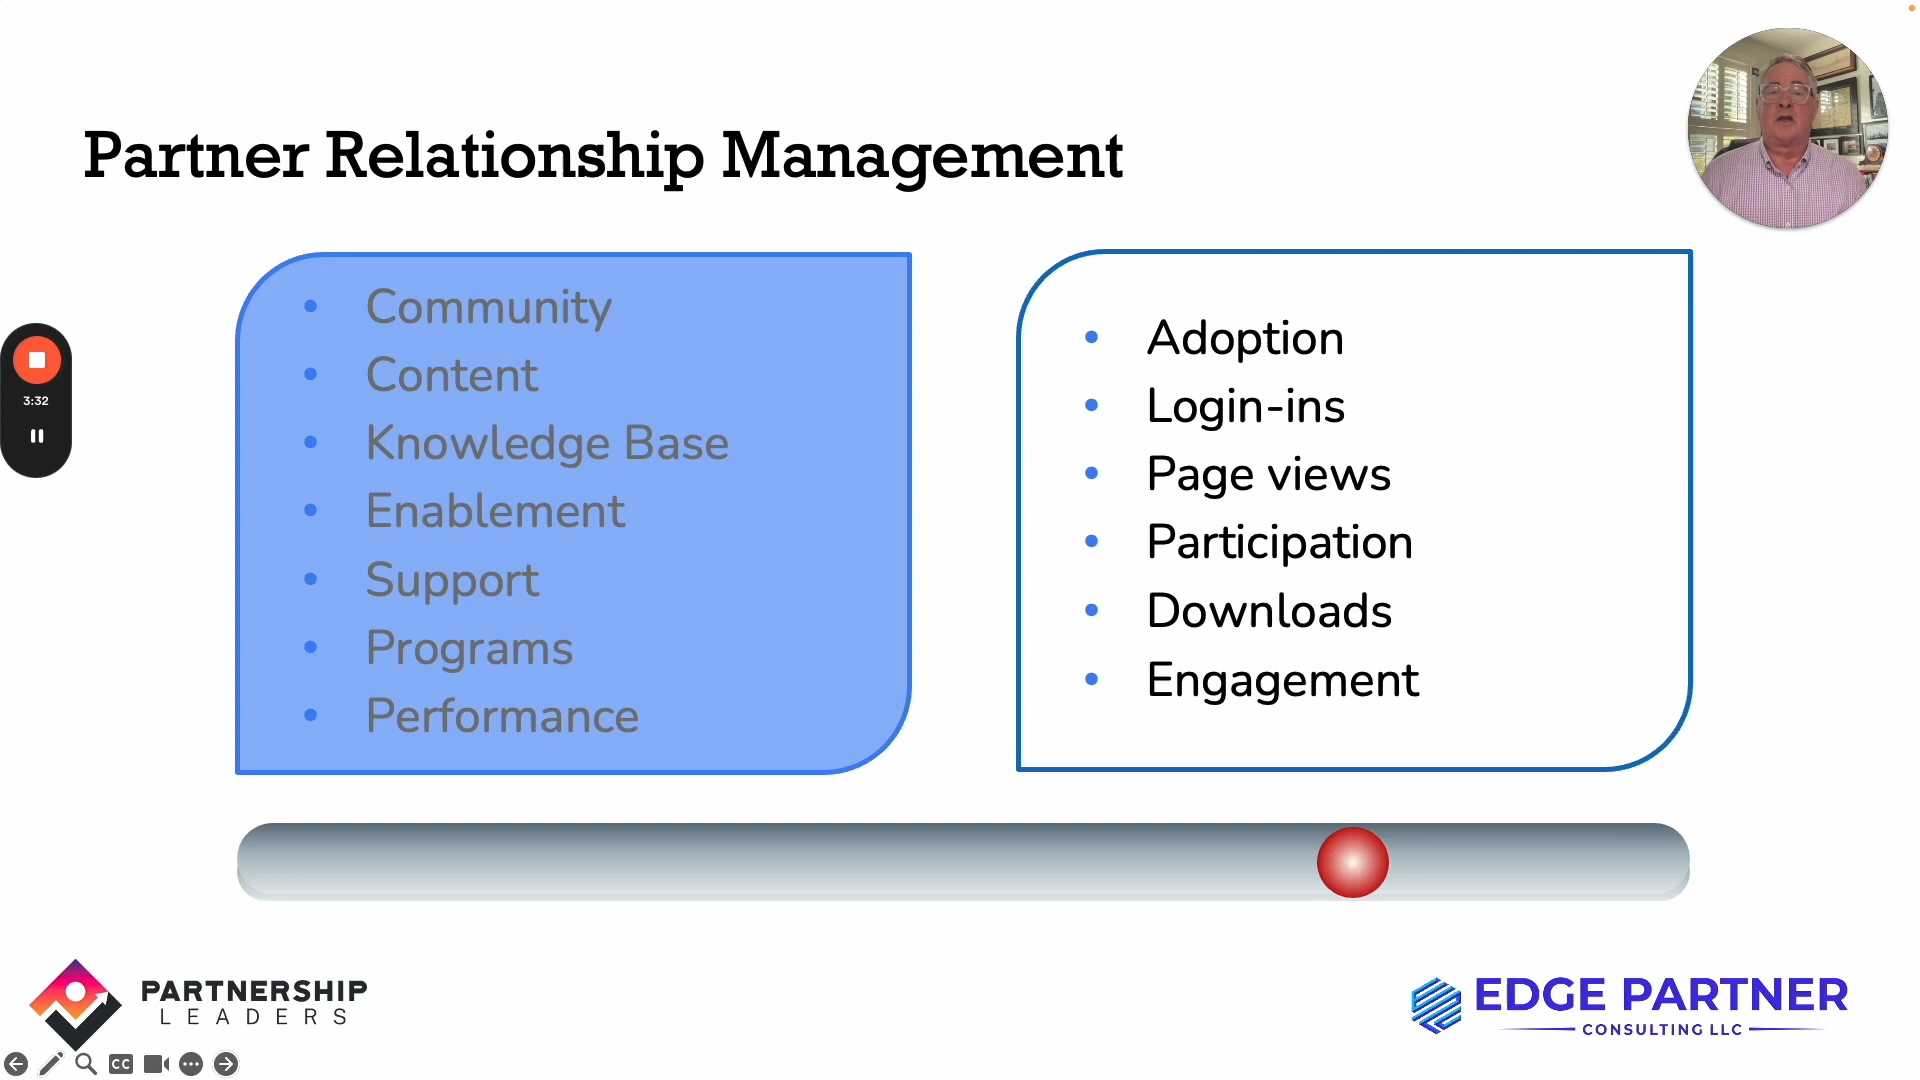 Partner Relationship Management
• Community
• Content
• Knowledge Base
• Enablement
• Support
• Programs
• Performance
• Adoption
• Login-ins
• Page views
• Participation
• Downloads
• Engagement
3:32
PARTNERSHIP
LEADERS
EDGE PARTNER
CONSULTING LLC
CC